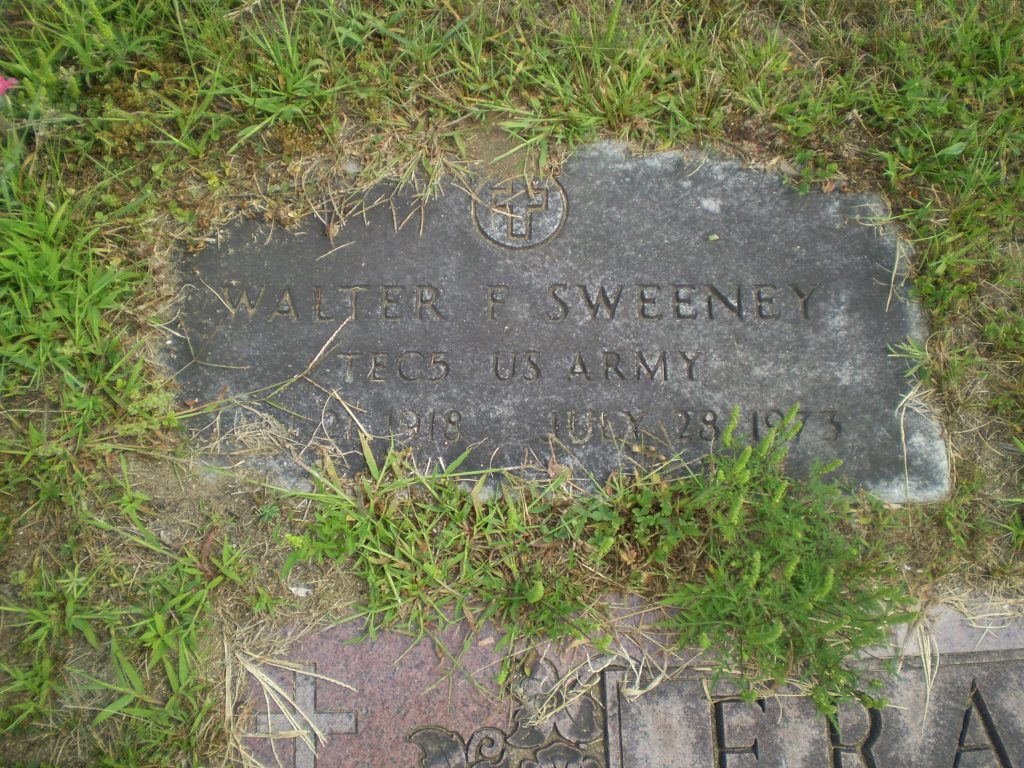 WALTER F SWEENEY
TEC5 US ARMY
1918 JULY 28 1973
FRA